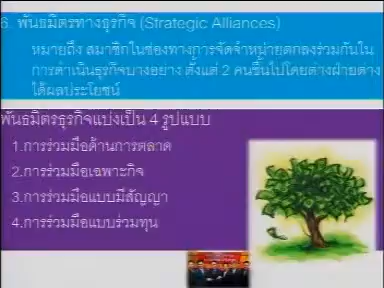 6. พันธมิตรทางธุรกิจ (Strategic Alliances)
หมายถึง สมาชิกในช่องทางการจัดจำหน่ายตกลงร่วมกันใน
การดำเนินธุรกิจบางอย่าง ตั้งแต่ 2 คนขึ้นไปโดยต่างฝ่ายต่าง
ได้ผลประโยชน์
พันธมิตรธุรกิจแบ่งเป็น 4 รูปแบบ
1.การร่วมมือด้านการตลาด
2.การร่วมมือเฉพาะกิจ
3.การร่วมมือแบบมีสัญญา
4.การร่วมมือแบบร่วมทุน